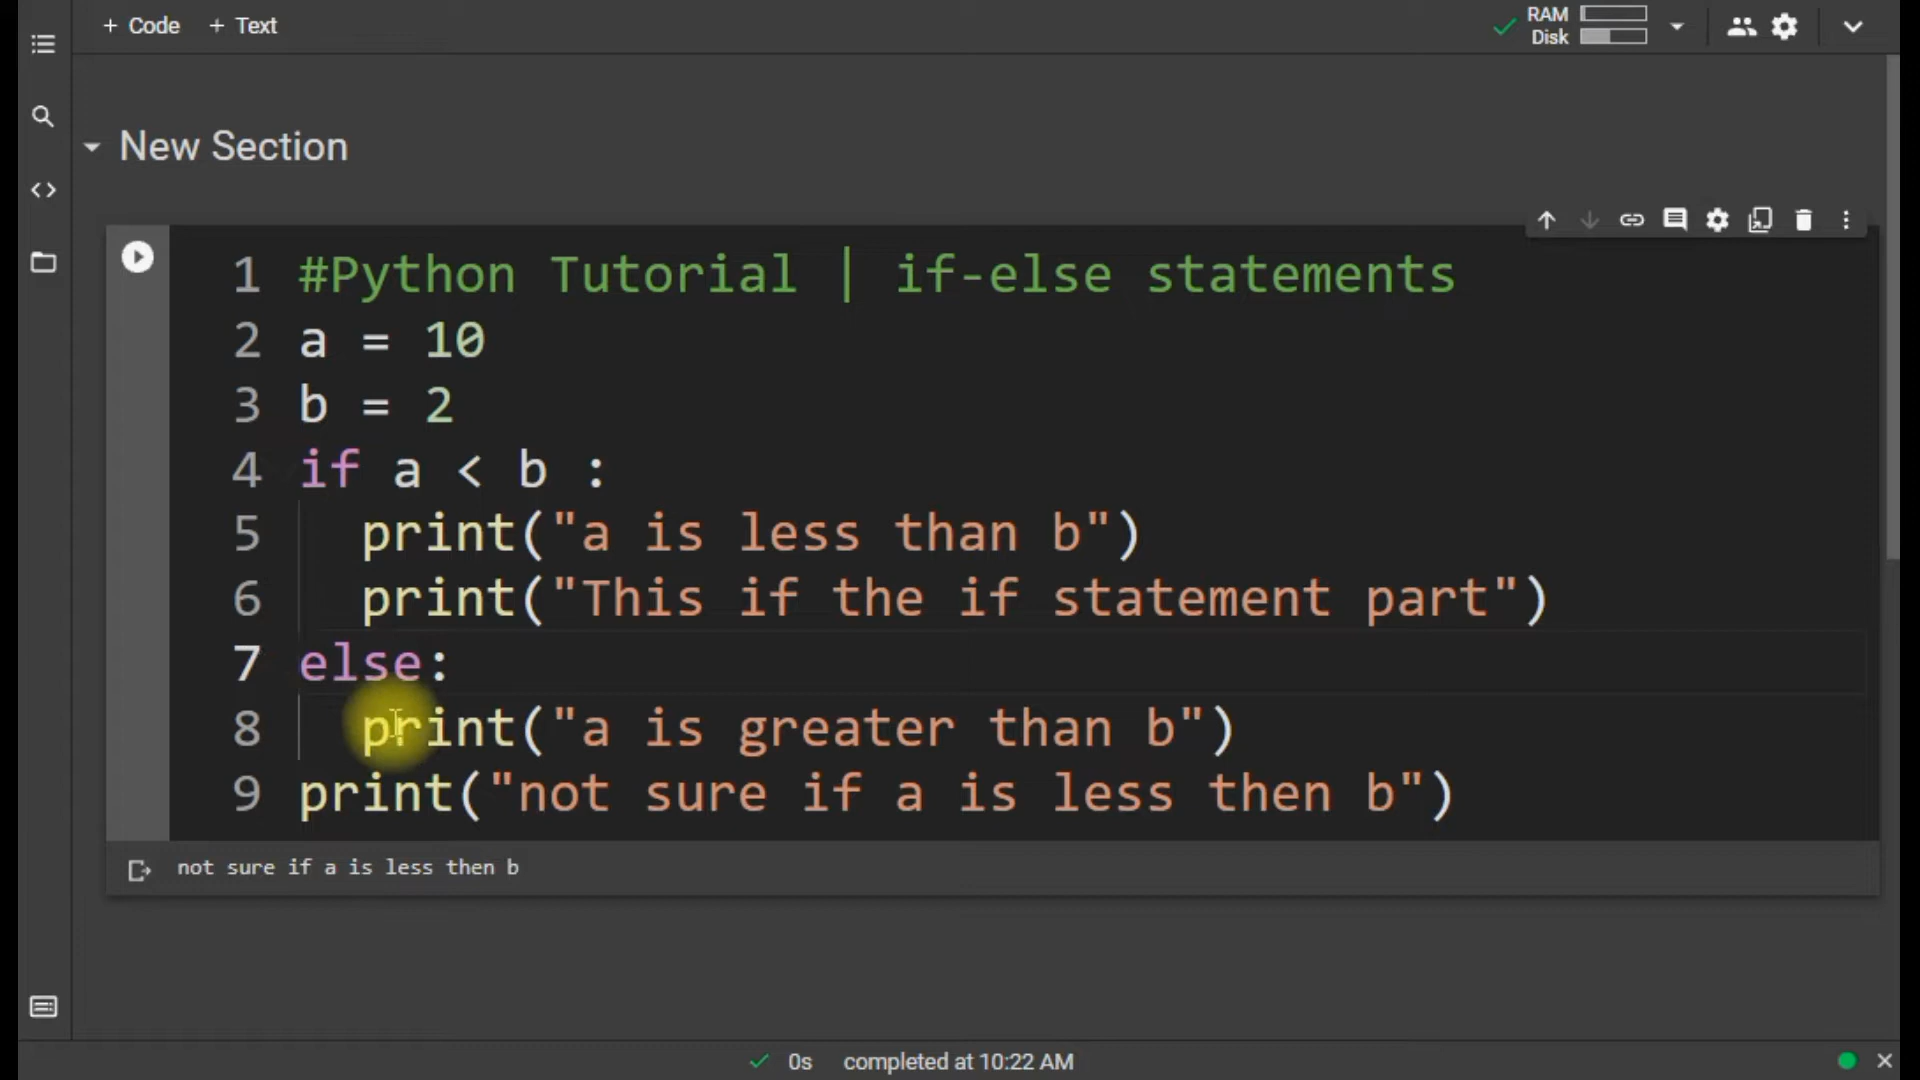 + Code + Text
RAM
Disk
New Section
1 #Python Tutorial | if-else statements
2 a = 10
3 b = 2
4 if a < b :
5 print("a is less than b")
6 print("This if the if statement part")
7 else:
8 print("a is greater than b")
9 print("not sure if a is less then b")
not sure if a is less then b
0s completed at 10:22 AM